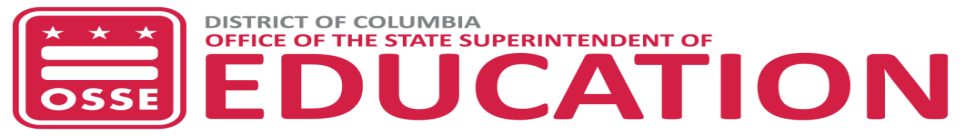 OSSE
DISTRICT OF COLUMBIA
OFFICE OF THE STATE SUPERINTENDENT OF
EDUCATION